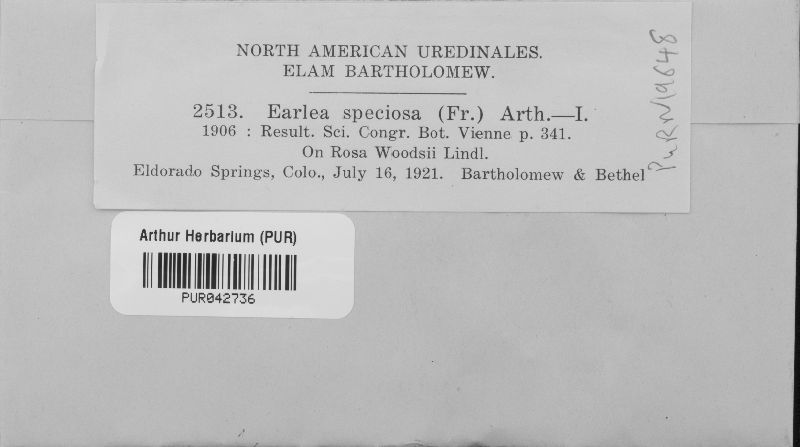 NORTH AMERICAN UREDINALES.
ELAM BARTHOLOMEW.
2513. Earlea speciosa (Fr.) Arth.—I.
1906 : Result. Sci. Congr. Bot. Vienne p. 341.
On Rosa Woodsii Lindl.
Eldorado Springs, Colo., July 16, 1921. Bartholomew & Bethel
PuRN19648
Arthur Herbarium (PUR)
PUR042736